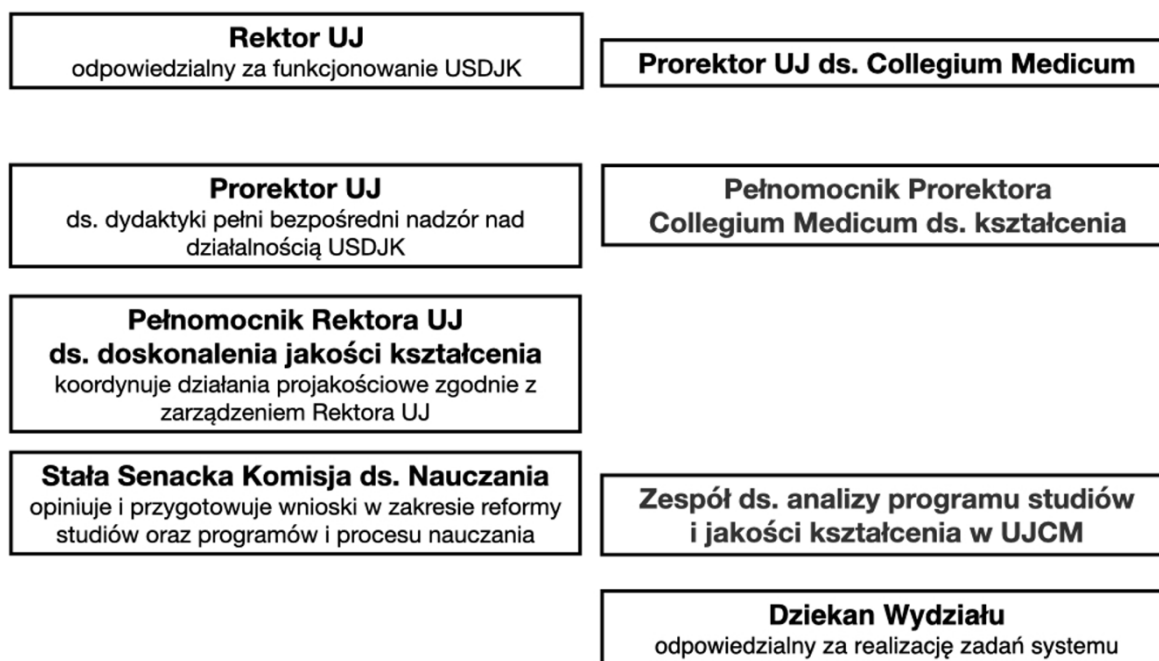 Rektor UJ
odpowiedzialny za funkcjonowanie USDJK
Prorektor UJ ds. Collegium Medicum
Prorektor UJ
ds. dydaktyki pełni bezpośredni nadzór nad
działalnością USDJK
Pełnomocnik Prorektora
Collegium Medicum ds. kształcenia
Pełnomocnik Rektora UJ
ds. doskonalenia jakości kształcenia
koordynuje działania projakościowe zgodnie z
zarządzeniem Rektora UJ
Stała Senacka Komisja ds. Nauczania
opiniuje i przygotowuje wnioski w zakresie reformy
studiów oraz programów i procesu nauczania
Zespół ds. analizy programu studiów
i jakości kształcenia w UJCM
Dziekan Wydziału
odpowiedzialny za realizację zadań systemu